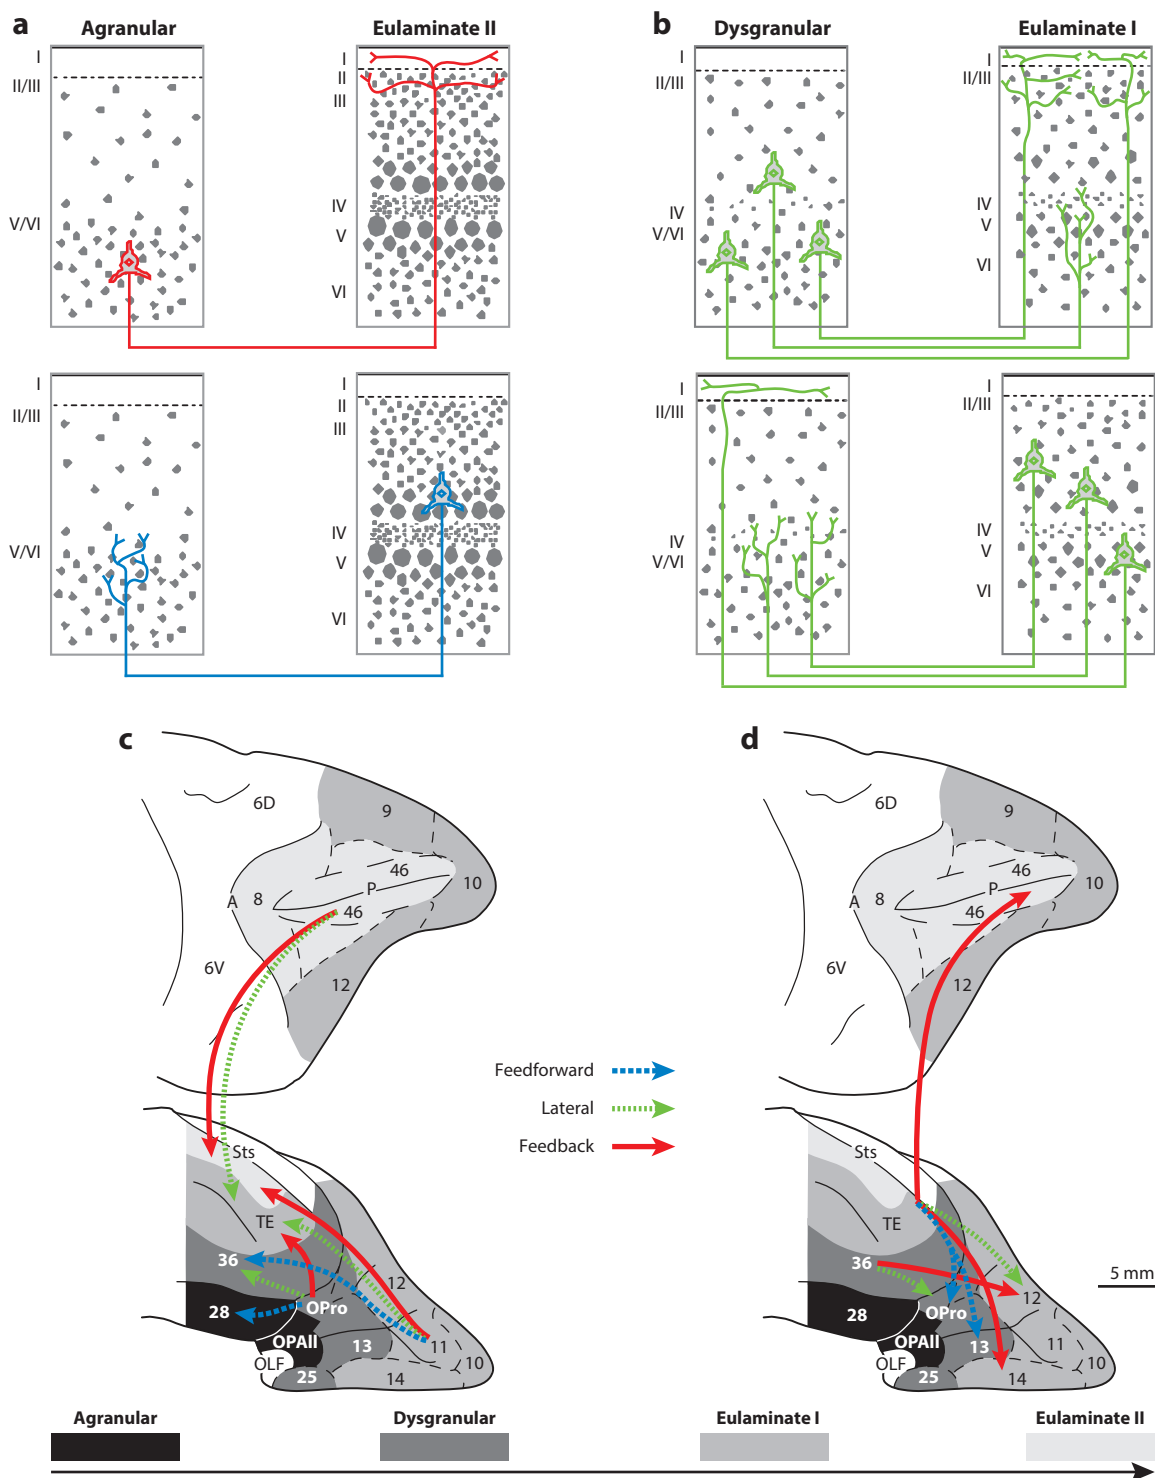 a
Agranular
Eulaminate II
I
II/III
V/VI
I
II
III
IV
V
VI
I
II/III
V/VI
I
II
III
IV
V
VI
b
Dysgranular
Eulaminate I
I
II/III
IV
V/VI
I
II/III
IV
V
VI
I
II/III
IV
V/VI
I
II/III
IV
V
VI
c
6D
9
46
P
10
A
8
46
6V
12
Sts
TE
36
12
28
OPro
OPAll
13
11
OLF
10
25
14
Feedforward
Lateral
Feedback
d
6D
9
46
P
10
A
8
46
6V
12
Sts
TE
36
12
28
OPro
OPAll
13
11
OLF
10
25
14
5 mm
Agranular
Dysgranular
Eulaminate I
Eulaminate II